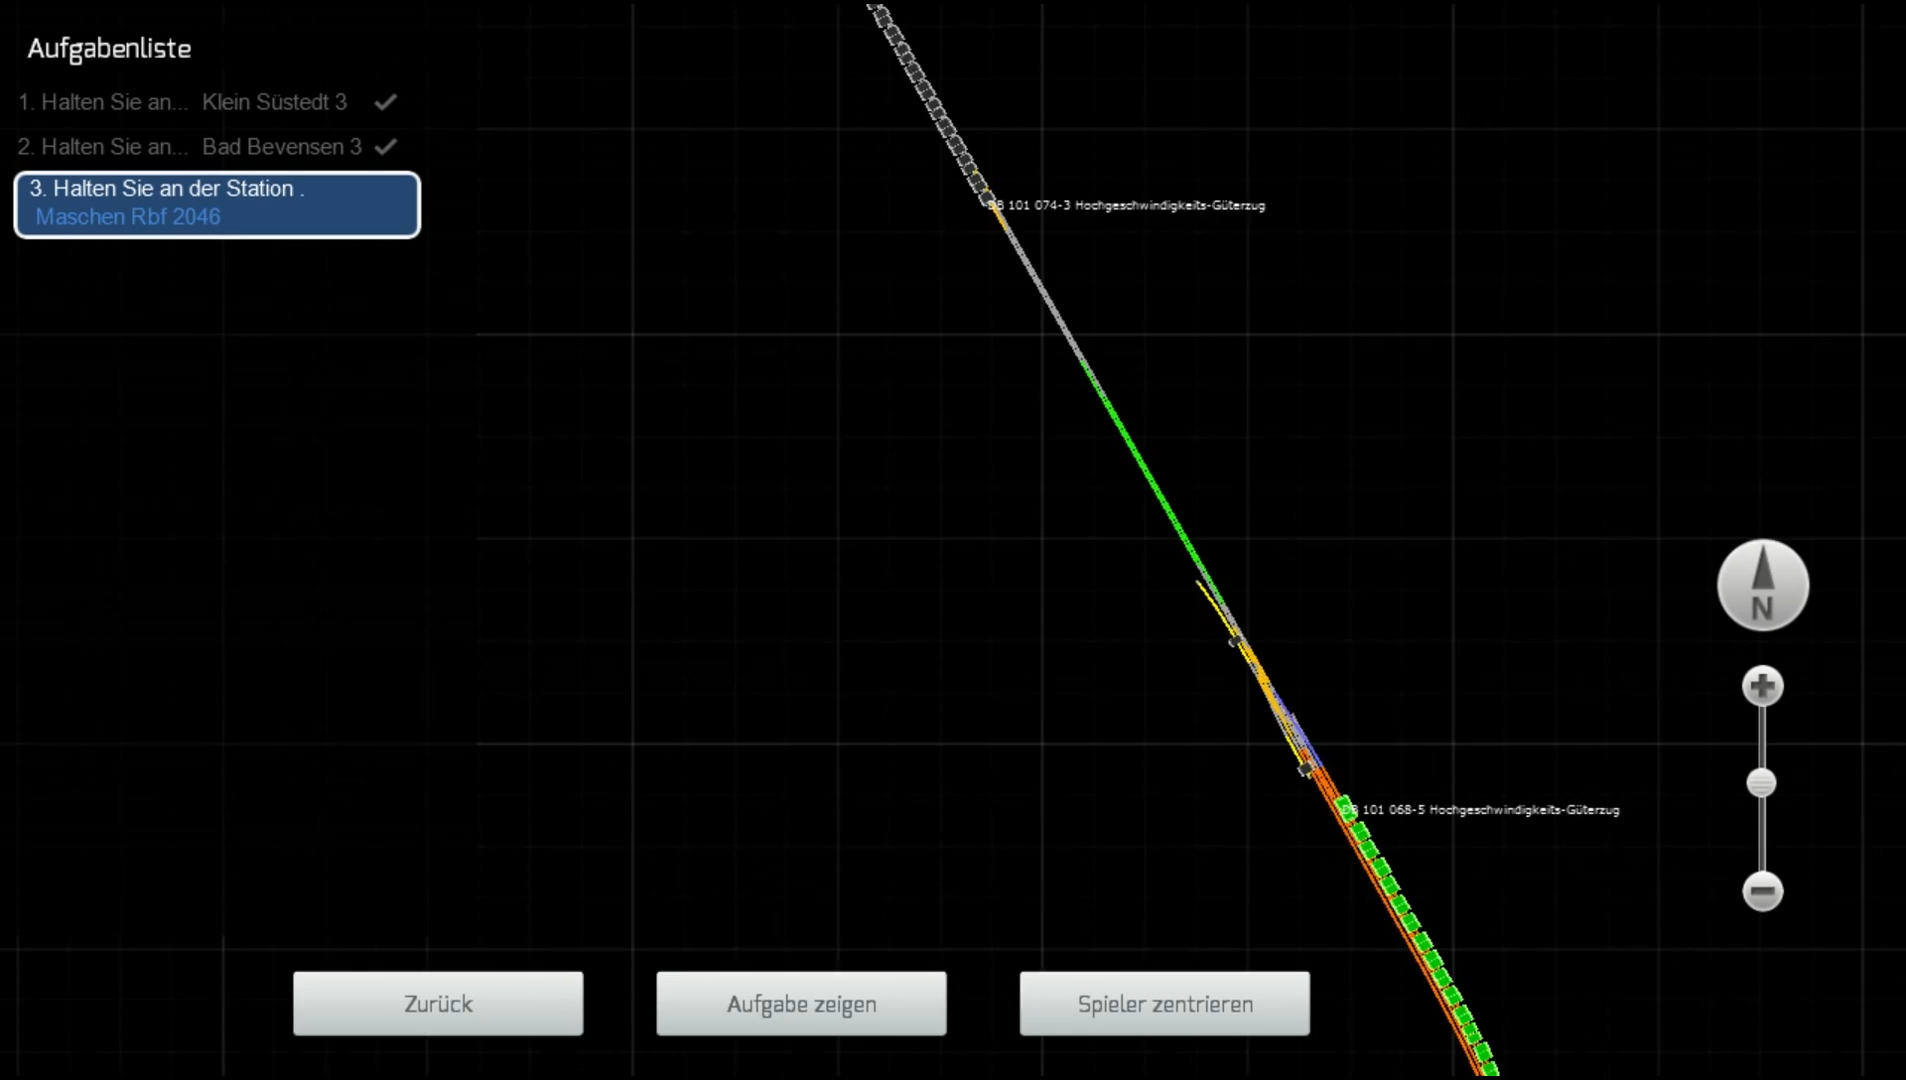 Aufgabenliste
1. Halten Sie an... Klein Süstedt 3
2. Halten Sie an... Bad Bevensen 3
3. Halten Sie an der Station .
Maschen Rbf 2046
DB 101 074-3 Hochgeschwindigkeits-Güterzug
N
DB 101 068-5 Hochgeschwindigkeits-Güterzug
Zurück
Aufgabe zeigen
Spieler zentrieren